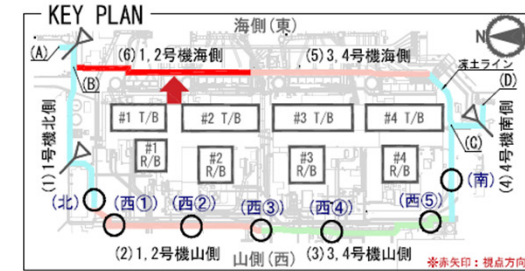 KEY PLAN
海側(東)
N
(A)
(6)1,2号機海側
(5)3,4号機海側
凍土ライン
(B)
(D)
#1 T/B
#2 T/B
#3 T/B
#4 T/B
(C)
(1)1号機北側
#1
R/B
#2
R/B
#3
R/B
#4
R/B
(4)4号機南側
(北)
(西①)
(西②)
(西③)
(西④)
(西⑤)
(南)
(2)1,2号機山側
(3)3,4号機山側
山側(西)
※赤矢印：視点方向